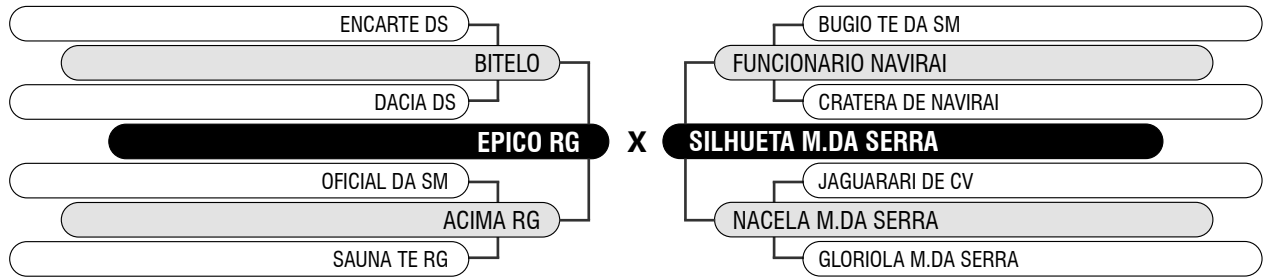 ENCARTE DS
BUGIO TE DA SM
BITELO
FUNCIONARIO NAVIRAI
DACIA DS
CRATERA DE NAVIRAI
EPICO RG X SILHUETA M.DA SERRA
OFICIAL DA SM
JAGUARARI DE CV
ACIMA RG
NACELA M.DA SERRA
SAUNA TE RG
GLORIOLA M.DA SERRA